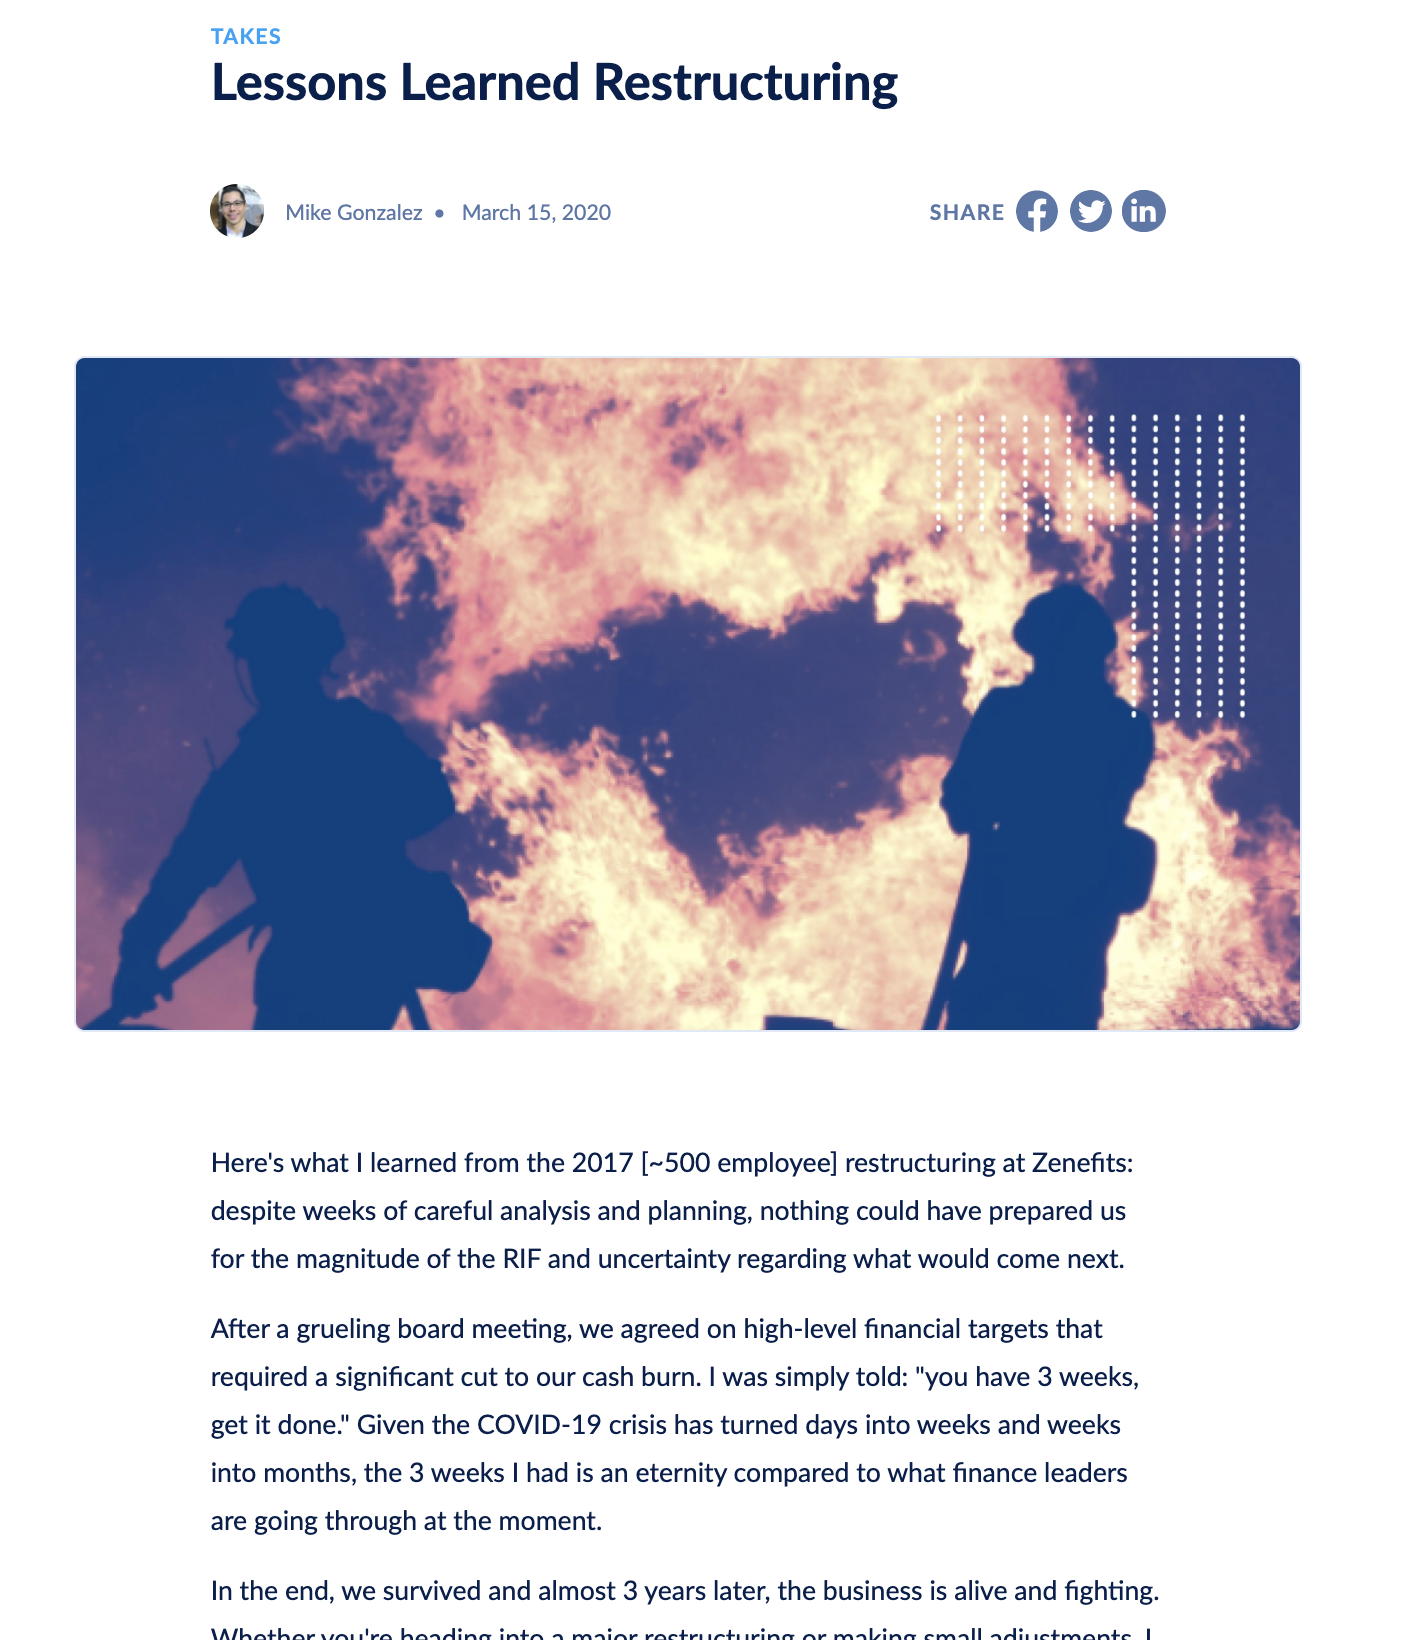 TAKES
Lessons Learned Restructuring
Mike Gonzalez • March 15, 2020
SHARE
Here's what I learned from the 2017 [~500 employee] restructuring at Zenefits:
despite weeks of careful analysis and planning, nothing could have prepared us
for the magnitude of the RIF and uncertainty regarding what would come next.
After a grueling board meeting, we agreed on high-level financial targets that
required a significant cut to our cash burn. I was simply told: "you have 3 weeks,
get it done." Given the COVID-19 crisis has turned days into weeks and weeks
into months, the 3 weeks I had is an eternity compared to what finance leaders
are going through at the moment.
In the end, we survived and almost 3 years later, the business is alive and fighting.
Whether you're heading into a major restructuring or making small adjustments, I